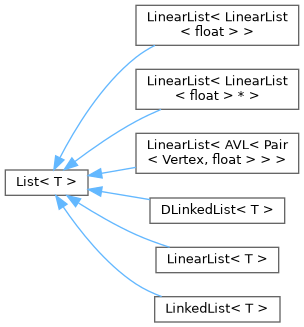 LinearList< LinearList
< float > >
LinearList< LinearList
< float > * >
LinearList< AVL< Pair
< Vertex, float > > >
List< T >
DLinkedList< T >
LinearList< T >
LinkedList< T >